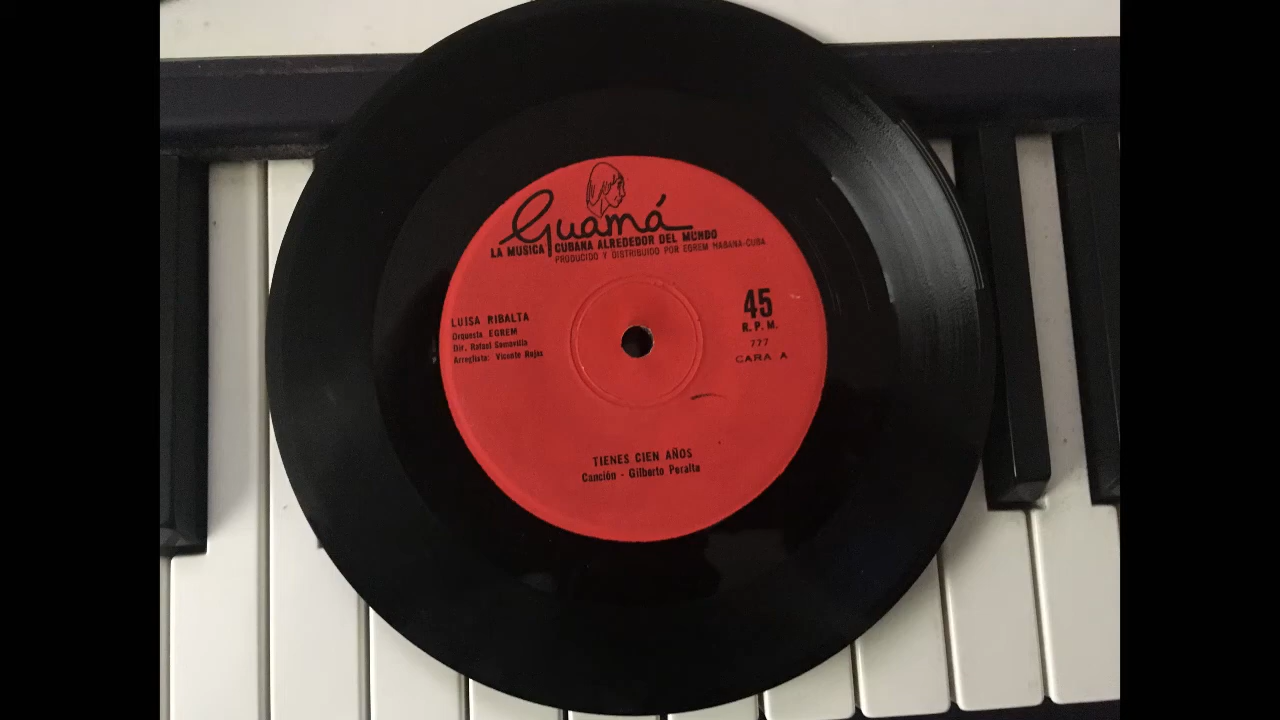 Guamá
LA MUSICA CUBANA ALREDEDOR DEL MUNDO
PRODUCIDO Y DISTRIBUIDO POR EGREM HABANA-CUBA
LUISA RIBALTA
Orquesta EGREM
Dir. Rafael Somavilla
Arreglista: Vicente Rojas
45
R.P.M.
777
CARA A
TIENES CIEN AÑOS
Canción - Gilberto Peralta